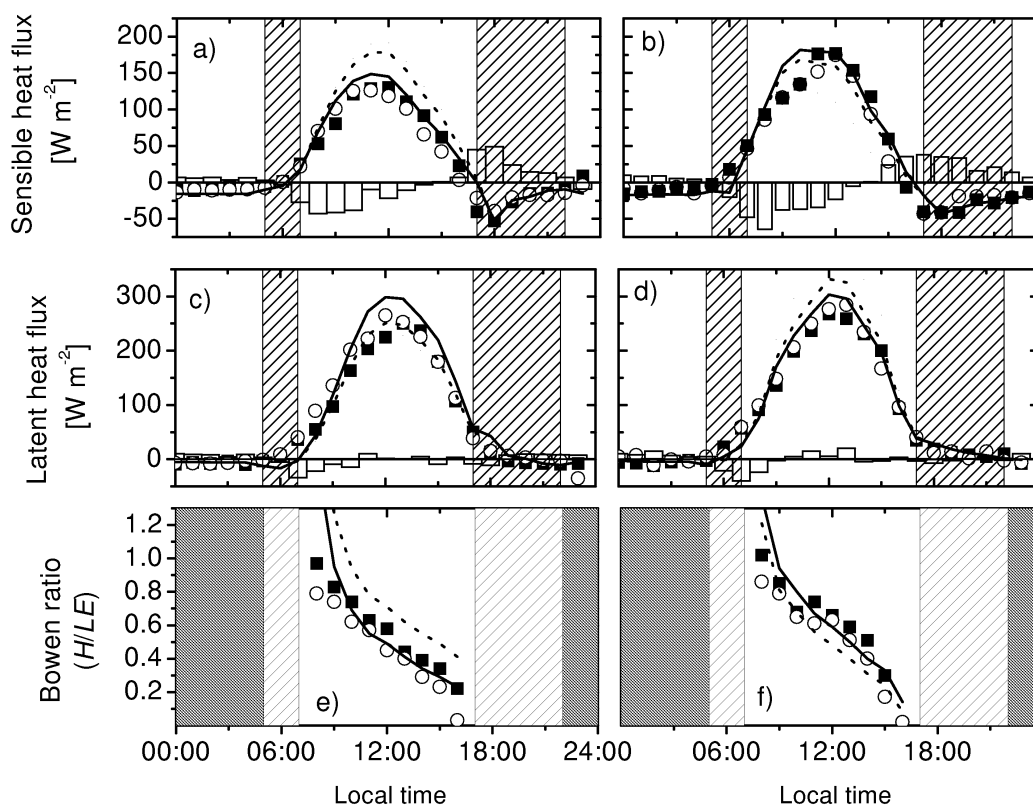 Sensible heat flux
[W m⁻²]
200
150
100
50
0
-50
a)
b)
Latent heat flux
[W m⁻²]
300
200
100
0
c)
d)
Bowen ratio
(H/LE)
1.2
1.0
0.8
0.6
0.4
0.2
e)
f)
00:00 06:00 12:00 18:00 24:00
06:00 12:00 18:00
Local time
Local time